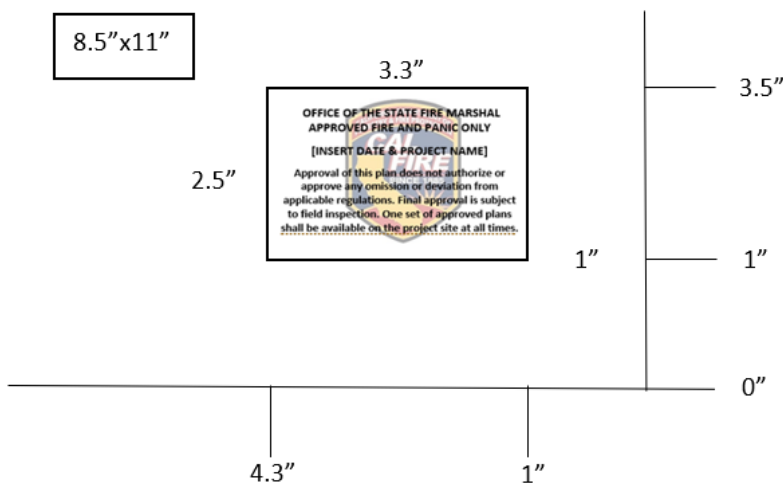 8.5”x11”
3.3”
3.5”
OFFICE OF THE STATE FIRE MARSHAL
APPROVED FIRE AND PANIC ONLY
[INSERT DATE & PROJECT NAME]
Approval of this plan does not authorize or
approve any omission or deviation from
applicable regulations. Final approval is subject
to field inspection. One set of approved plans
shall be available on the project site at all times.
CAL
FIRE
2.5”
1”
1”
0”
4.3”
1”